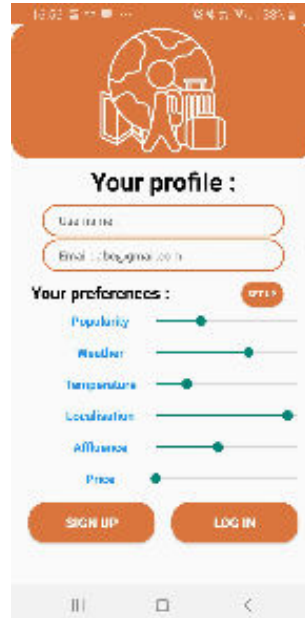 Your profile :
Username
Your preferences :
Popularity
Weather
Temperature
Localisation
Affluence
Price
SIGN UP
LOG IN